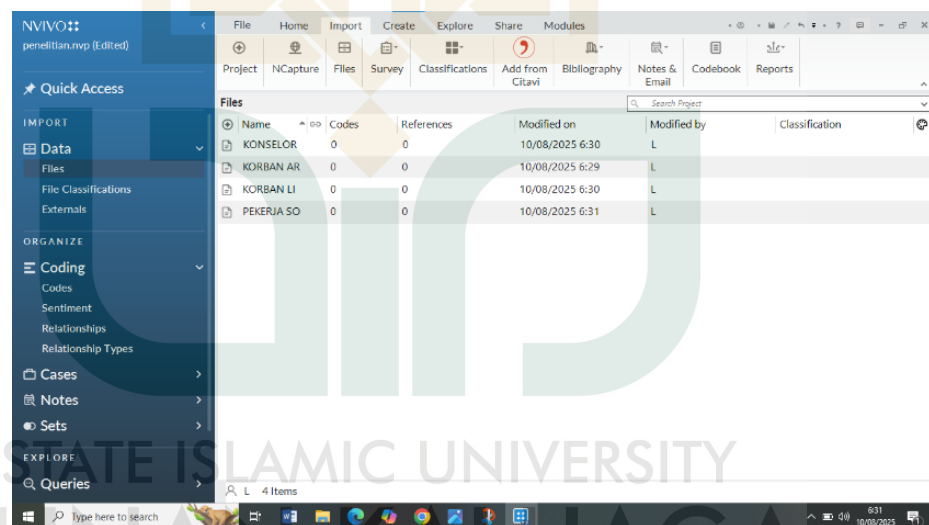 NVIVO
penelitian.nvp (Edited)
Quick Access
IMPORT
Data
Files
File Classifications
Externals
ORGANIZE
Coding
Codes
Sentiment
Relationships
Relationship Types
Cases
Notes
Sets
EXPLORE
Queries
File Home Import Create Explore Share Modules
Project NCapture Files Survey Classifications Add from Citavi Bibliography Notes & Email Codebook Reports
Files
Search Project
Name Codes References Modified on Modified by Classification
KONSELOR 0 0 10/08/2025 6:30 L
KORBAN AR 0 0 10/08/2025 6:29 L
KORBAN LI 0 0 10/08/2025 6:30 L
PEKERJA SO 0 0 10/08/2025 6:31 L
STATE ISLAMIC UNIVERSITY
L 4 Items
Type here to search
6:31
10/08/2025